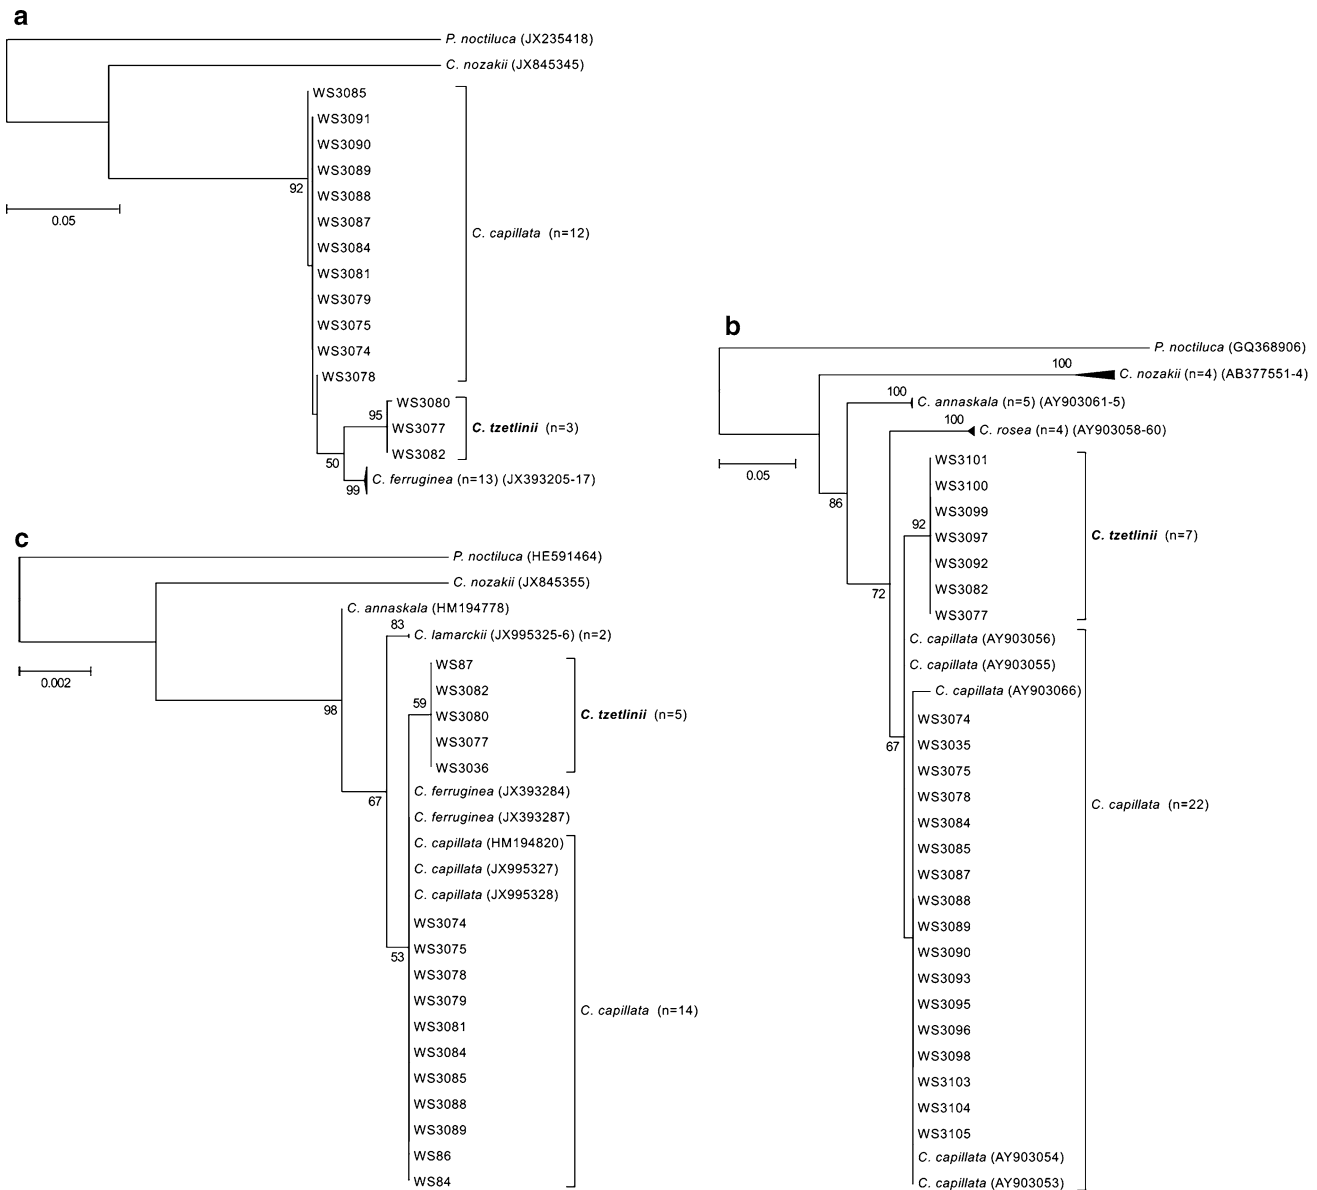 a
P. noctiluca (JX235418)
C. nozakii (JX845345)
WS3085
WS3091
WS3090
WS3089
WS3088
92
WS3087
0.05
C. capillata (n=12)
WS3084
WS3081
WS3079
WS3075
WS3074
WS3078
WS3080
95
WS3077
C. tzetlinii (n=3)
WS3082
50
C. ferruginea (n=13) (JX393205-17)
99
b
P. noctiluca (GQ368906)
100
C. nozakii (n=4) (AB377551-4)
100
C. annaskala (n=5) (AY903061-5)
100
C. rosea (n=4) (AY903058-60)
0.05
WS3101
WS3100
86
WS3099
92
WS3097
C. tzetlinii (n=7)
WS3092
WS3082
72
WS3077
C. capillata (AY903056)
C. capillata (AY903055)
C. capillata (AY903066)
WS3074
67
WS3035
WS3075
WS3078
C. capillata (n=22)
WS3084
WS3085
WS3087
WS3088
WS3089
WS3090
WS3093
WS3095
WS3096
WS3098
WS3103
WS3104
WS3105
C. capillata (AY903054)
C. capillata (AY903053)
c
P. noctiluca (HE591464)
C. nozakii (JX845355)
C. annaskala (HM194778)
83
C. lamarckii (JX995325-6) (n=2)
WS87
0.002
WS3082
98
59
WS3080
C. tzetlinii (n=5)
WS3077
WS3036
C. ferruginea (JX393284)
67
C. ferruginea (JX393287)
C. capillata (HM194820)
C. capillata (JX995327)
C. capillata (JX995328)
WS3074
WS3075
53
WS3078
WS3079
C. capillata (n=14)
WS3081
WS3084
WS3085
WS3088
WS3089
WS86
WS84